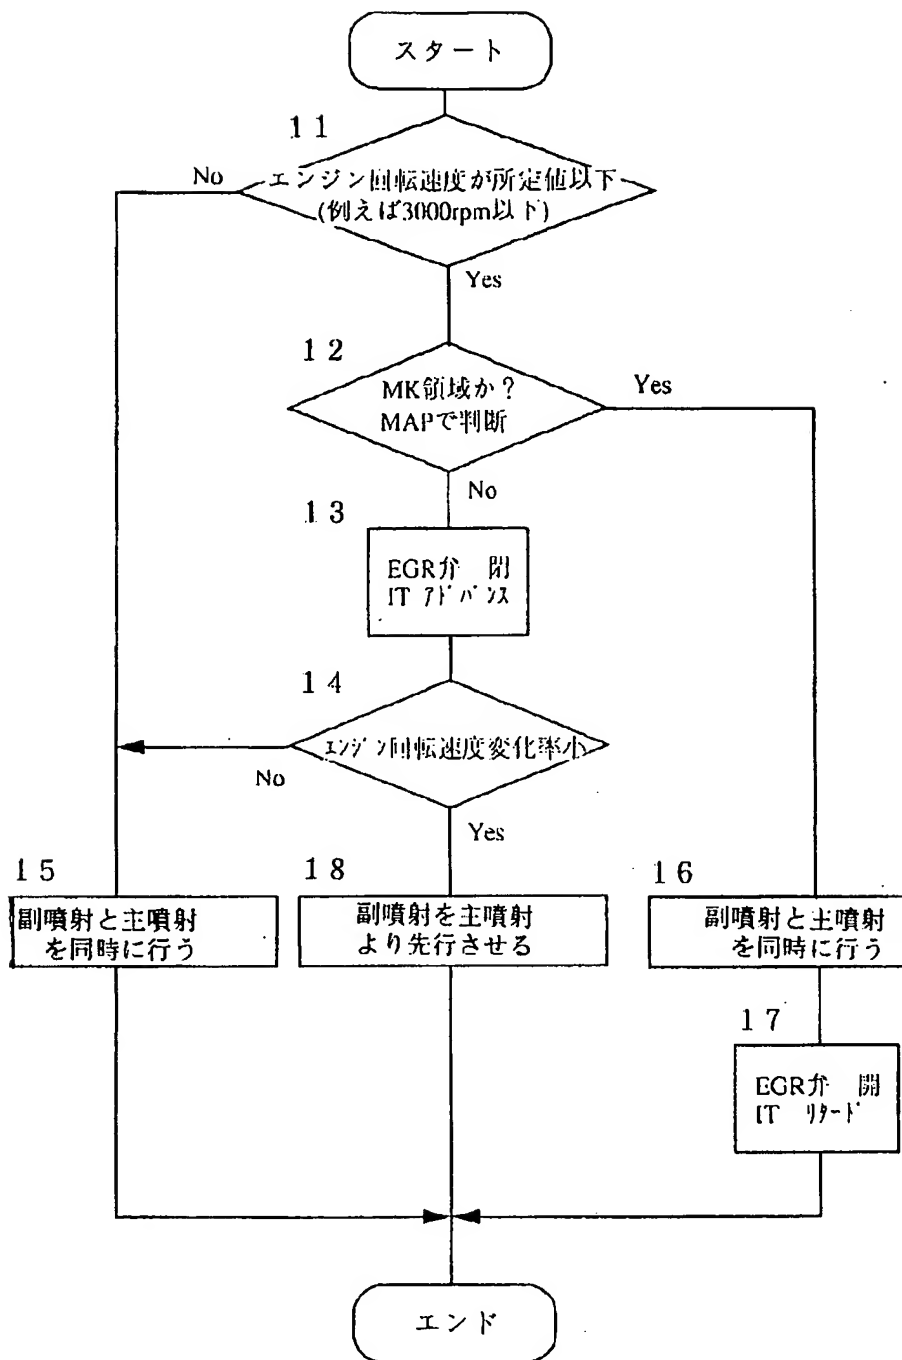 スタート
11
No
エンジン回転速度が所定値以下
(例えば3000rpm以下)
Yes
12
MK領域か?
MAPで判断
Yes
No
13
EGR弁 閉
IT アドバンス
14
エンジン回転速度変化率小
No
Yes
15
副噴射と主噴射
を同時に行う
18
副噴射を主噴射
より先行させる
16
副噴射と主噴射
を同時に行う
17
EGR弁 開
IT リタード
エンド